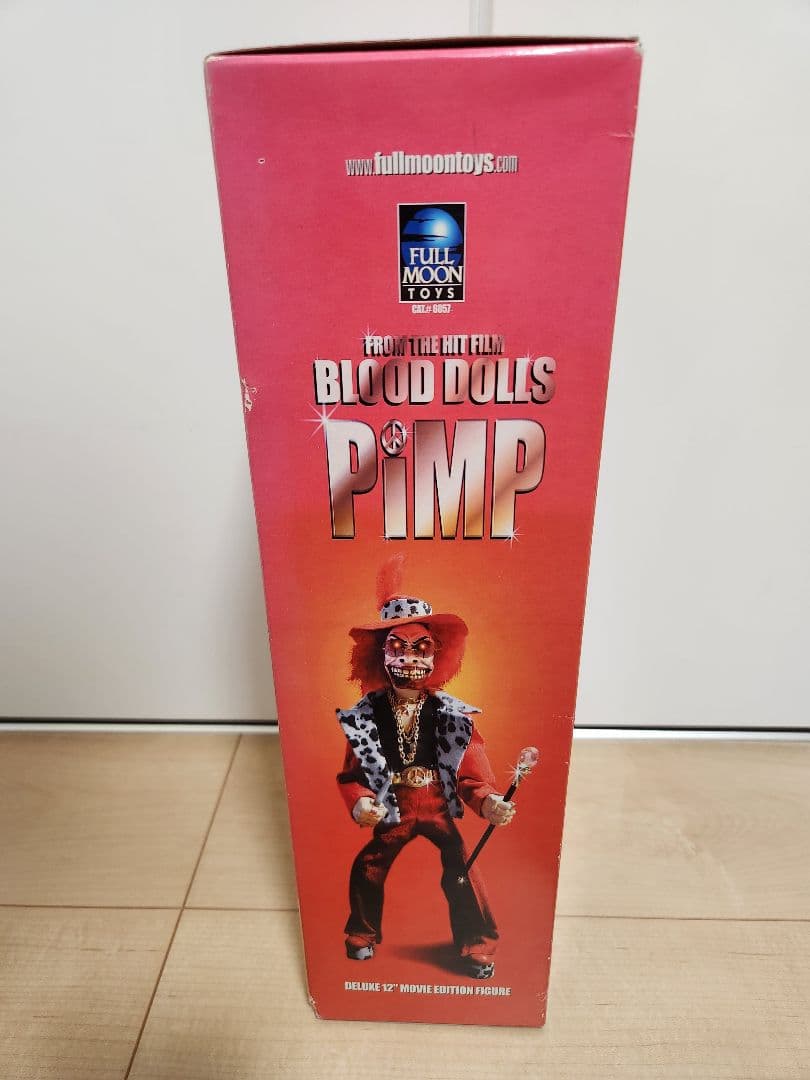 www.fullmoontoys.com
FULL
MOON
TOYS
CAT.# 6857
FROM THE HIT FILM
BLOOD DOLLS
PiMP
DELUXE 12" MOVIE EDITION FIGURE